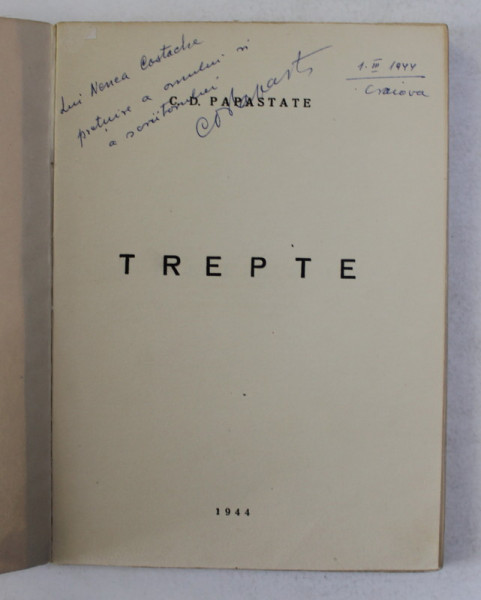 Lui Nenea Costache
prețuire a omului și
a scriitorului
1. III 1944
Craiova
C. D. PAPASTATE
TREPTE
1944